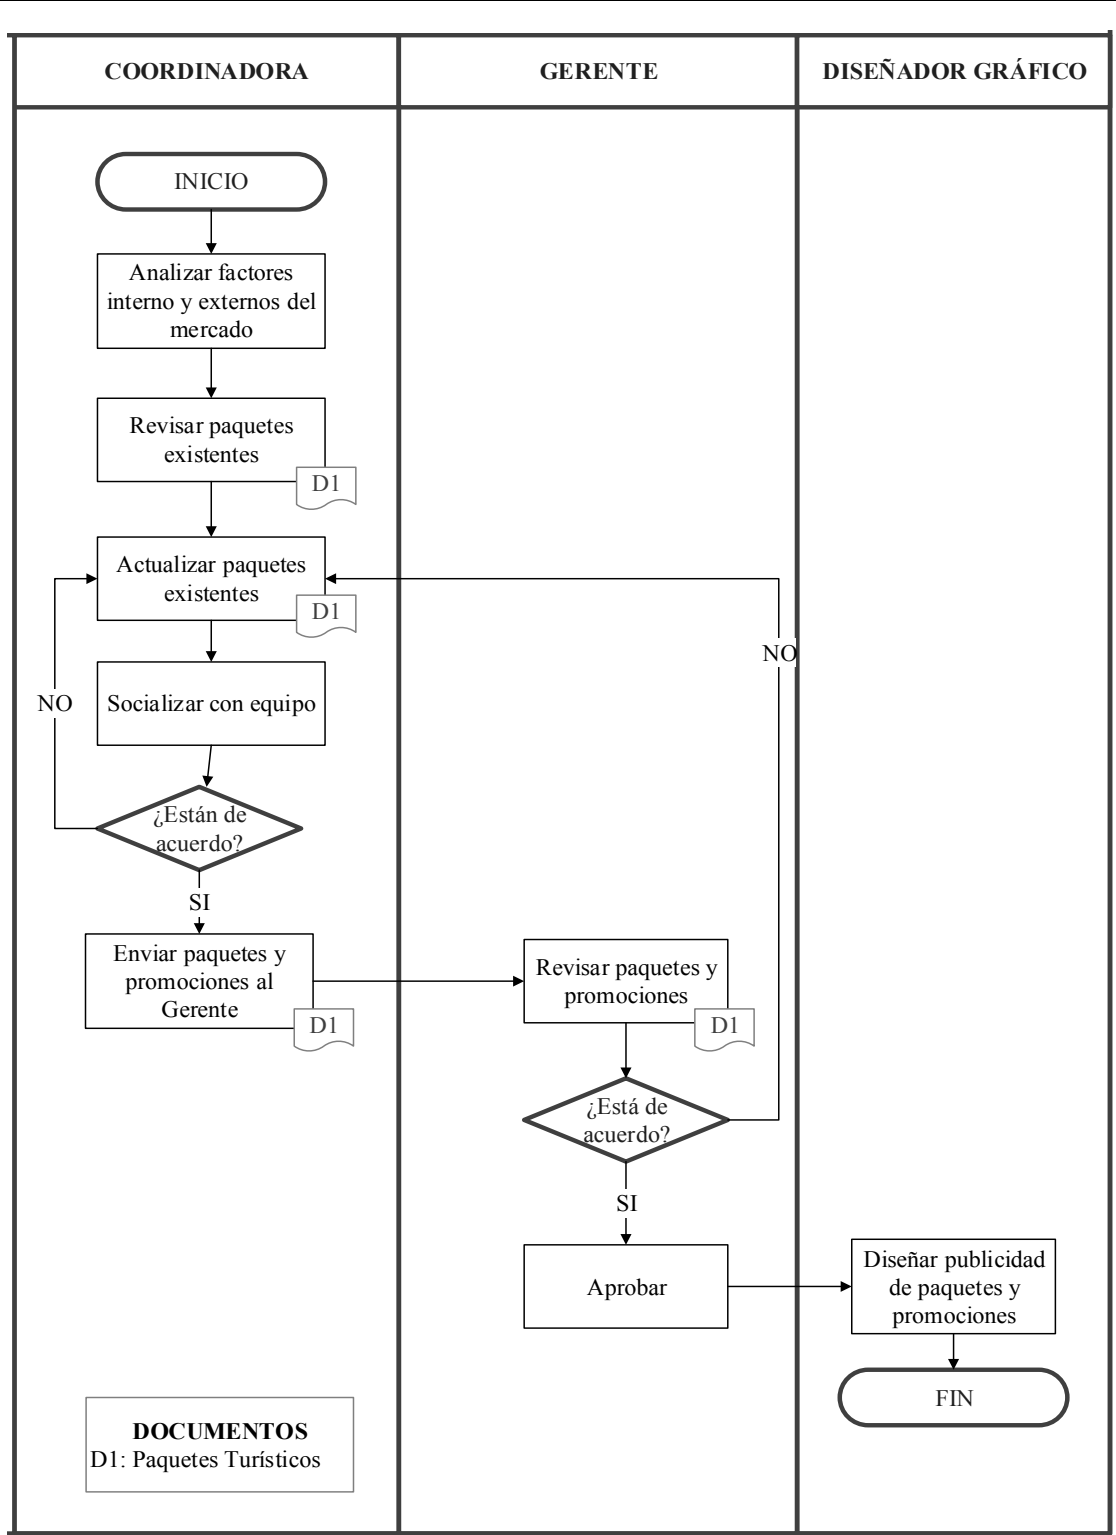 COORDINADORA
GERENTE
DISEÑADOR GRÁFICO
INICIO
Analizar factores
interno y externos del
mercado
Revisar paquetes
existentes
D1
Actualizar paquetes
existentes
D1
NO
NO
Socializar con equipo
¿Están de
acuerdo?
SI
Enviar paquetes y
promociones al
Gerente
D1
Revisar paquetes y
promociones
D1
¿Está de
acuerdo?
SI
Aprobar
Diseñar publicidad
de paquetes y
promociones
FIN
DOCUMENTOS
D1: Paquetes Turísticos